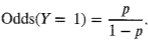 Odds(Y = 1) = p / (1 − p).